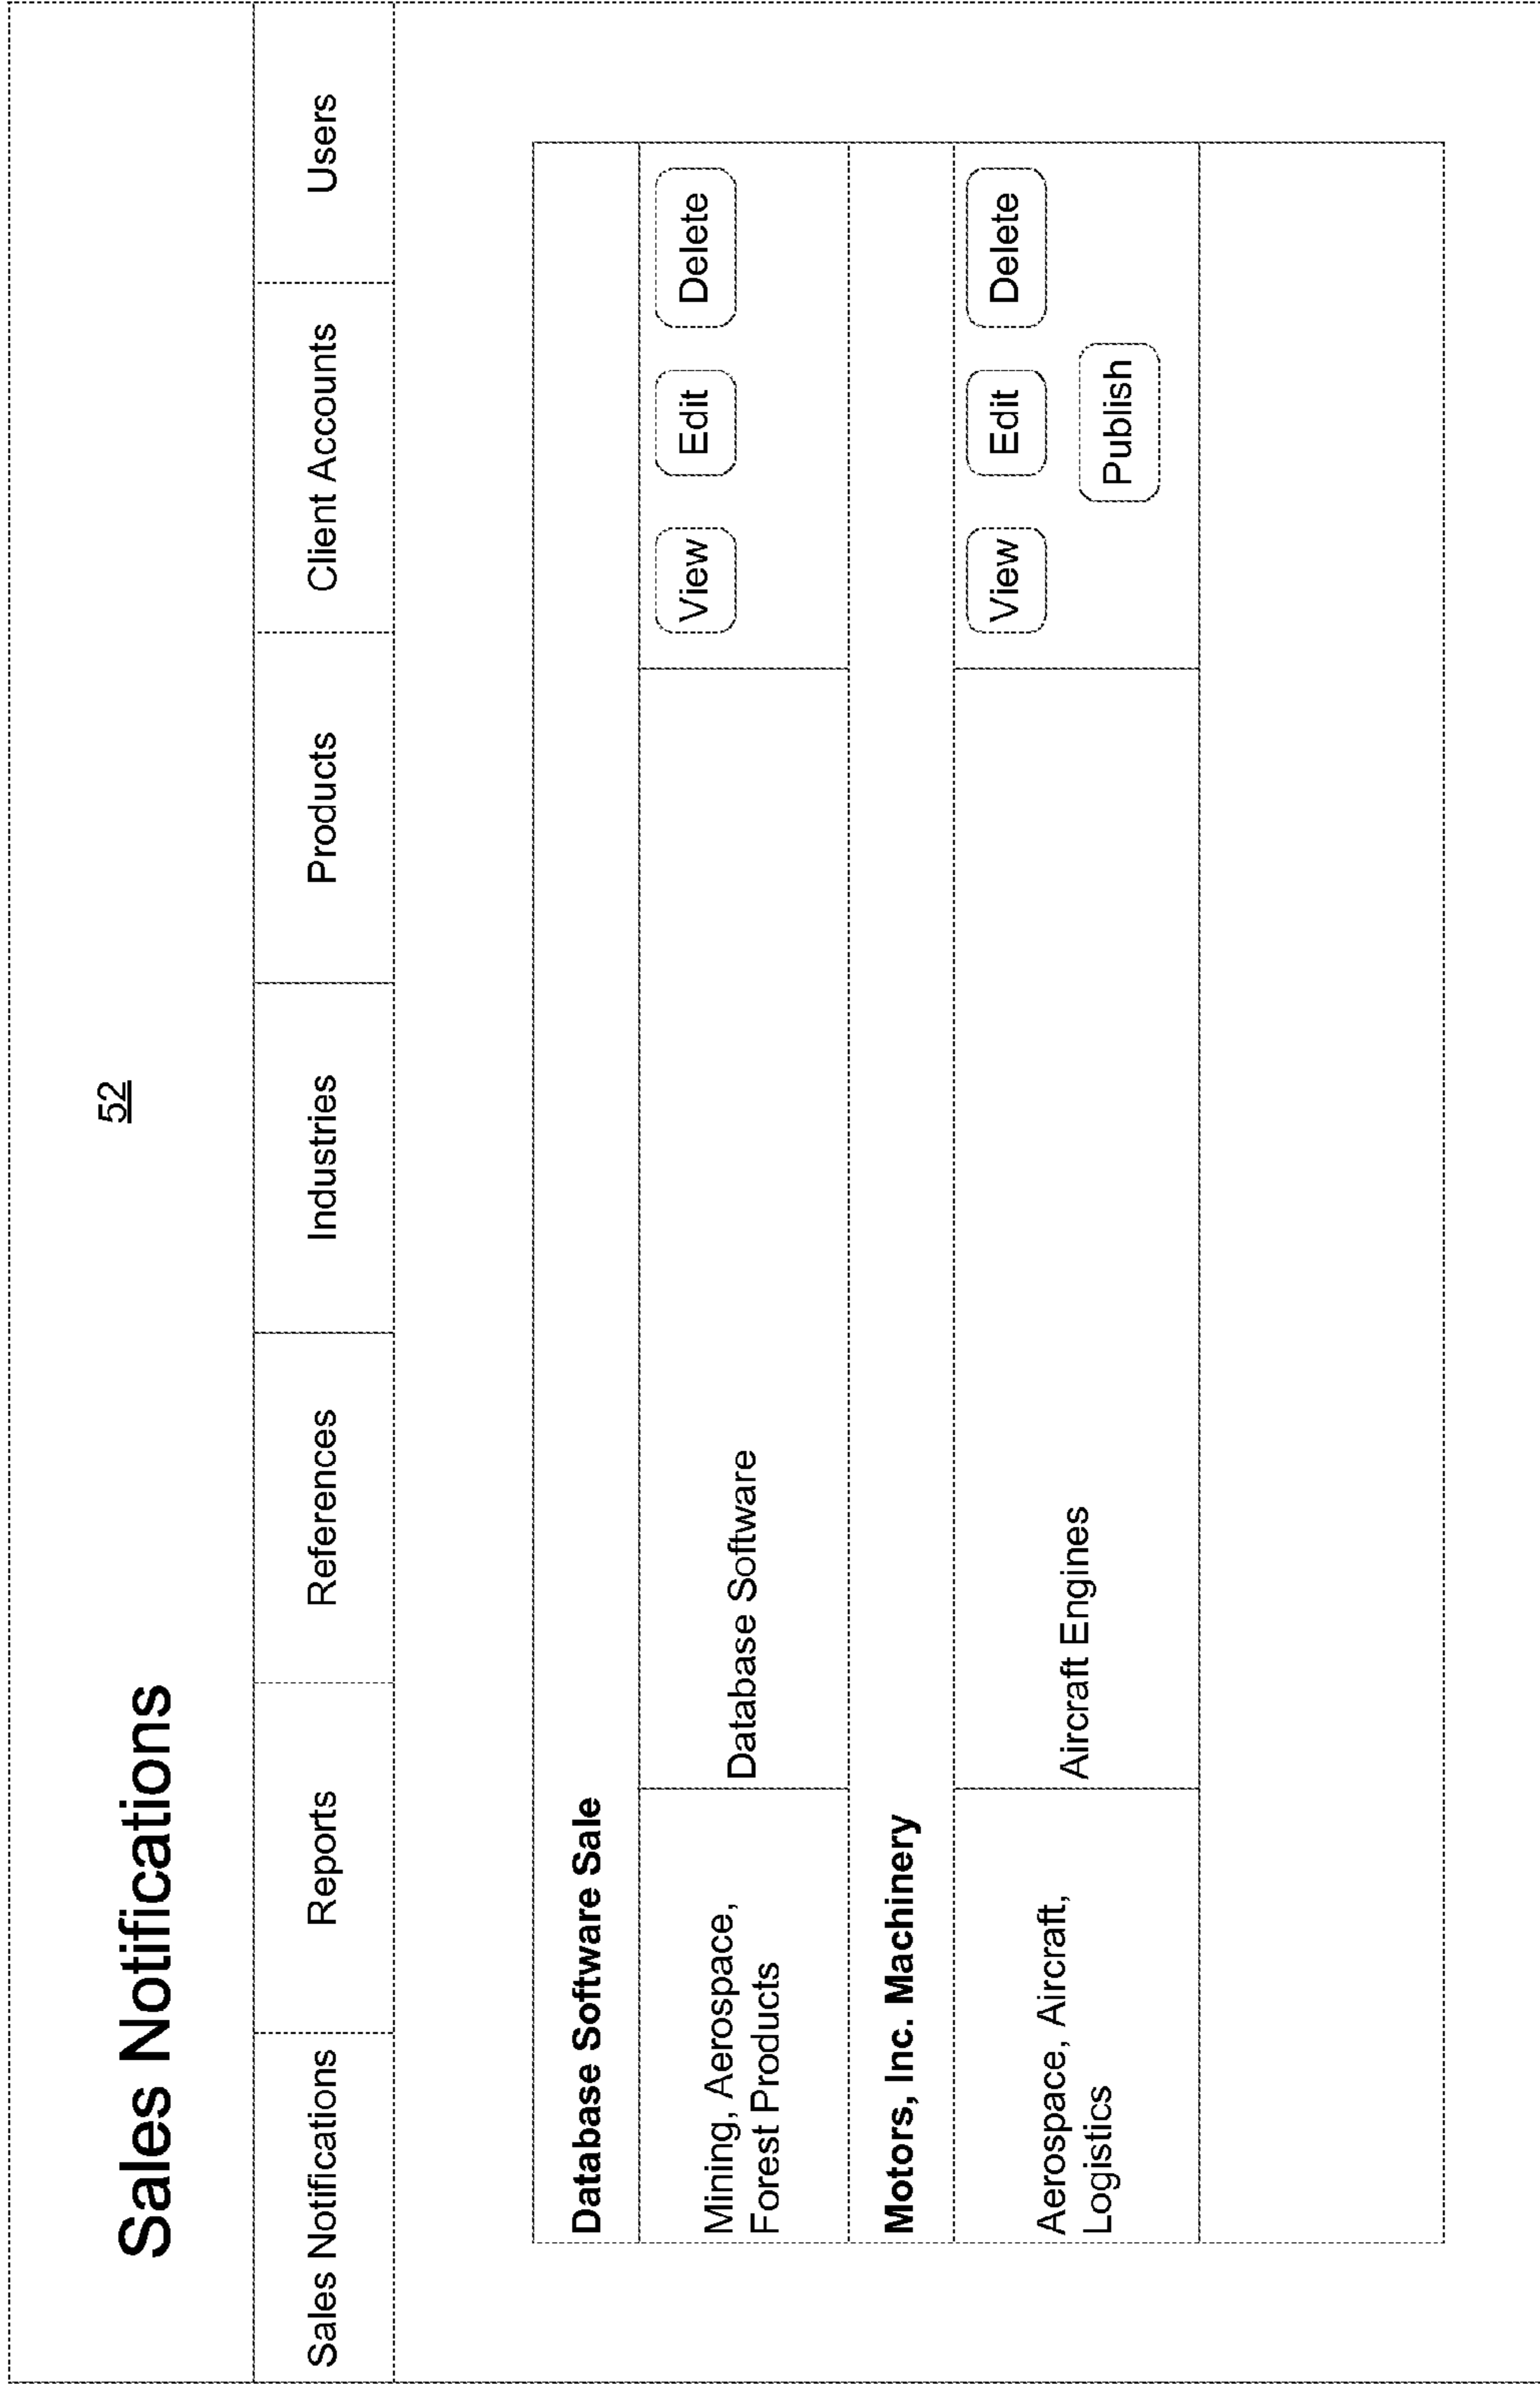 52
Sales Notifications
Sales Notifications
Reports
References
Industries
Products
Client Accounts
Users
Database Software Sale
Mining, Aerospace,
Forest Products
Database Software
View
Edit
Delete
Motors, Inc. Machinery
Aerospace, Aircraft,
Logistics
Aircraft Engines
View
Edit
Delete
Publish